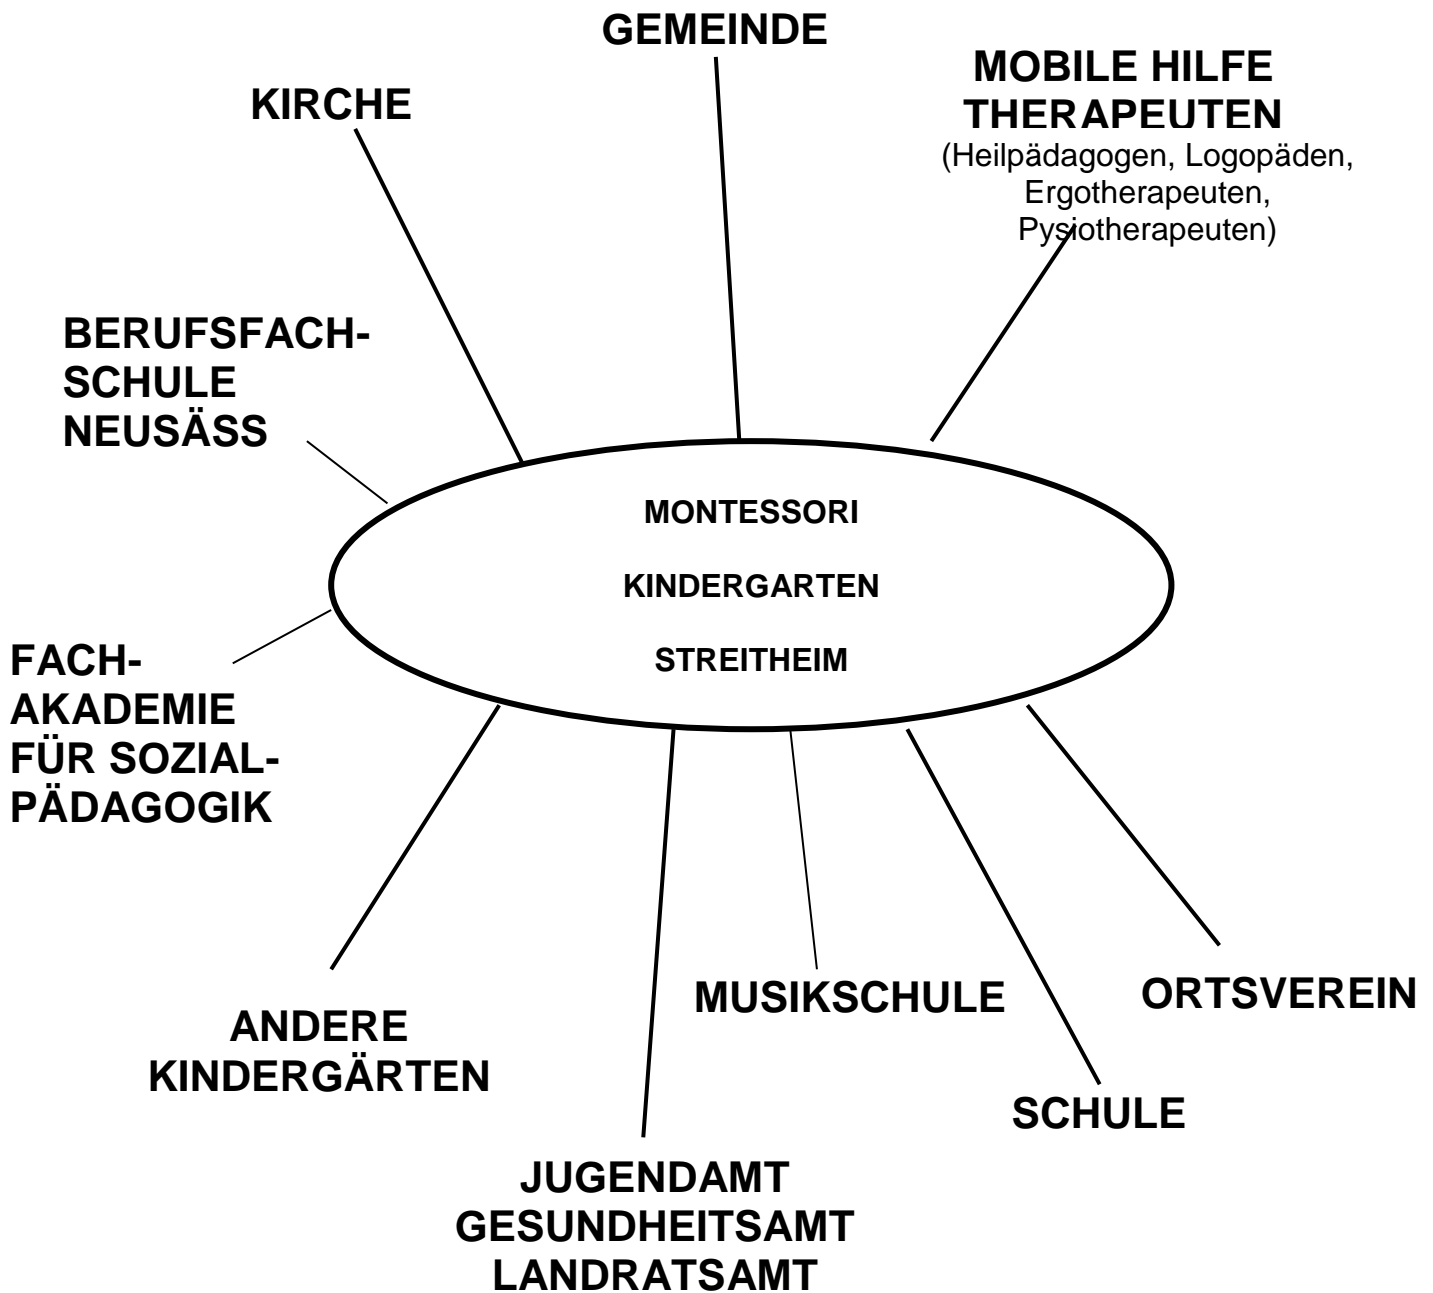 GEMEINDE
MOBILE HILFE
THERAPEUTEN
(Heilpädagogen, Logopäden,
Ergotherapeuten,
Pysiotherapeuten)
KIRCHE
BERUFSFACH-
SCHULE
NEUSÄSS
MONTESSORI
KINDERGARTEN
STREITHEIM
FACH-
AKADEMIE
FÜR SOZIAL-
PÄDAGOGIK
ANDERE
KINDERGÄRTEN
MUSIKSCHULE
ORTSVEREIN
SCHULE
JUGENDAMT
GESUNDHEITSAMT
LANDRATSAMT